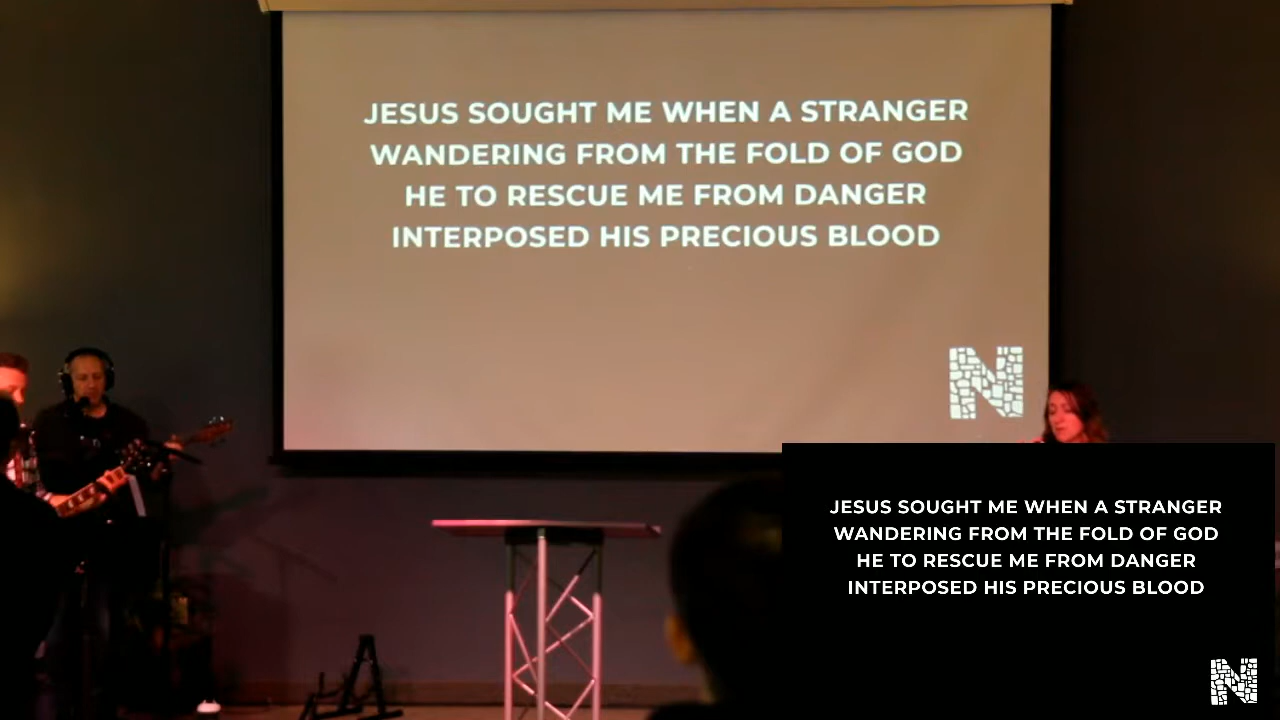 JESUS SOUGHT ME WHEN A STRANGER
WANDERING FROM THE FOLD OF GOD
HE TO RESCUE ME FROM DANGER
INTERPOSED HIS PRECIOUS BLOOD
N
JESUS SOUGHT ME WHEN A STRANGER
WANDERING FROM THE FOLD OF GOD
HE TO RESCUE ME FROM DANGER
INTERPOSED HIS PRECIOUS BLOOD
N